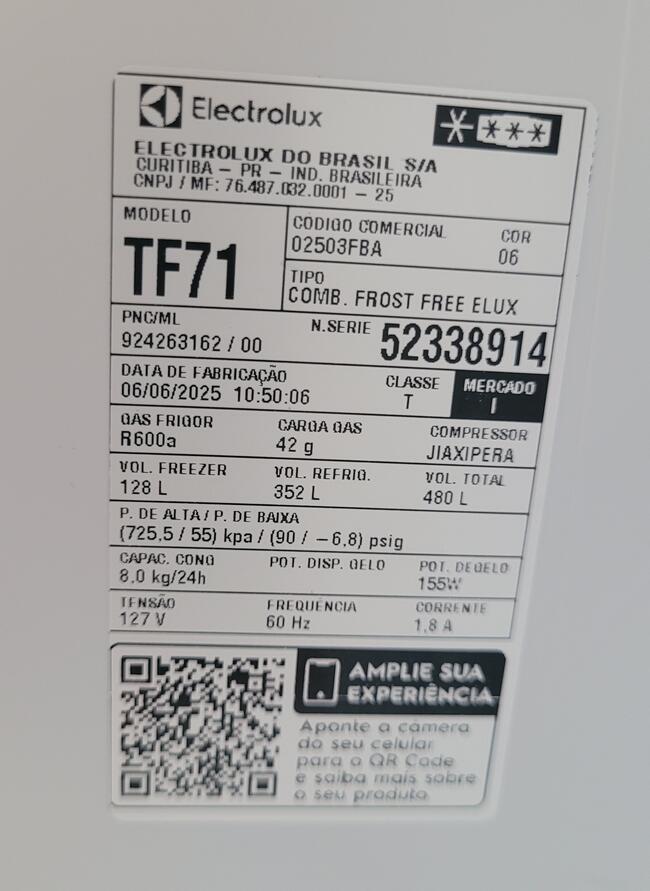 Electrolux
ELECTROLUX DO BRASIL S/A
CURITIBA – PR – IND. BRASILEIRA
CNPJ / MF: 76.487.032.0001 – 25
MODELO
TF71
CÓDIGO COMERCIAL
02503FBA
COR
06
TIPO
COMB. FROST FREE ELUX
PNC/ML
924263162 / 00
N.SERIE 52338914
DATA DE FABRICAÇÃO
06/06/2025 10:50:06
CLASSE
T
MERCADO
I
GÁS FRIGOR
R600a
CARGA GÁS
42 g
COMPRESSOR
JIAXIPERA
VOL. FREEZER
128 L
VOL. REFRIG.
352 L
VOL. TOTAL
480 L
P. DE ALTA / P. DE BAIXA
(725,5 / 55) kpa / (90 / –6,8) psig
CAPAC. CONG
8,0 kg/24h
POT. DISP. GELO
POT. DEGELO
155W
TENSÃO
127 V
FREQUÊNCIA
60 Hz
CORRENTE
1,8 A
AMPLIE SUA
EXPERIÊNCIA
Aponte a câmera
do seu celular
para o QR Code
e saiba mais sobre
o seu produto.